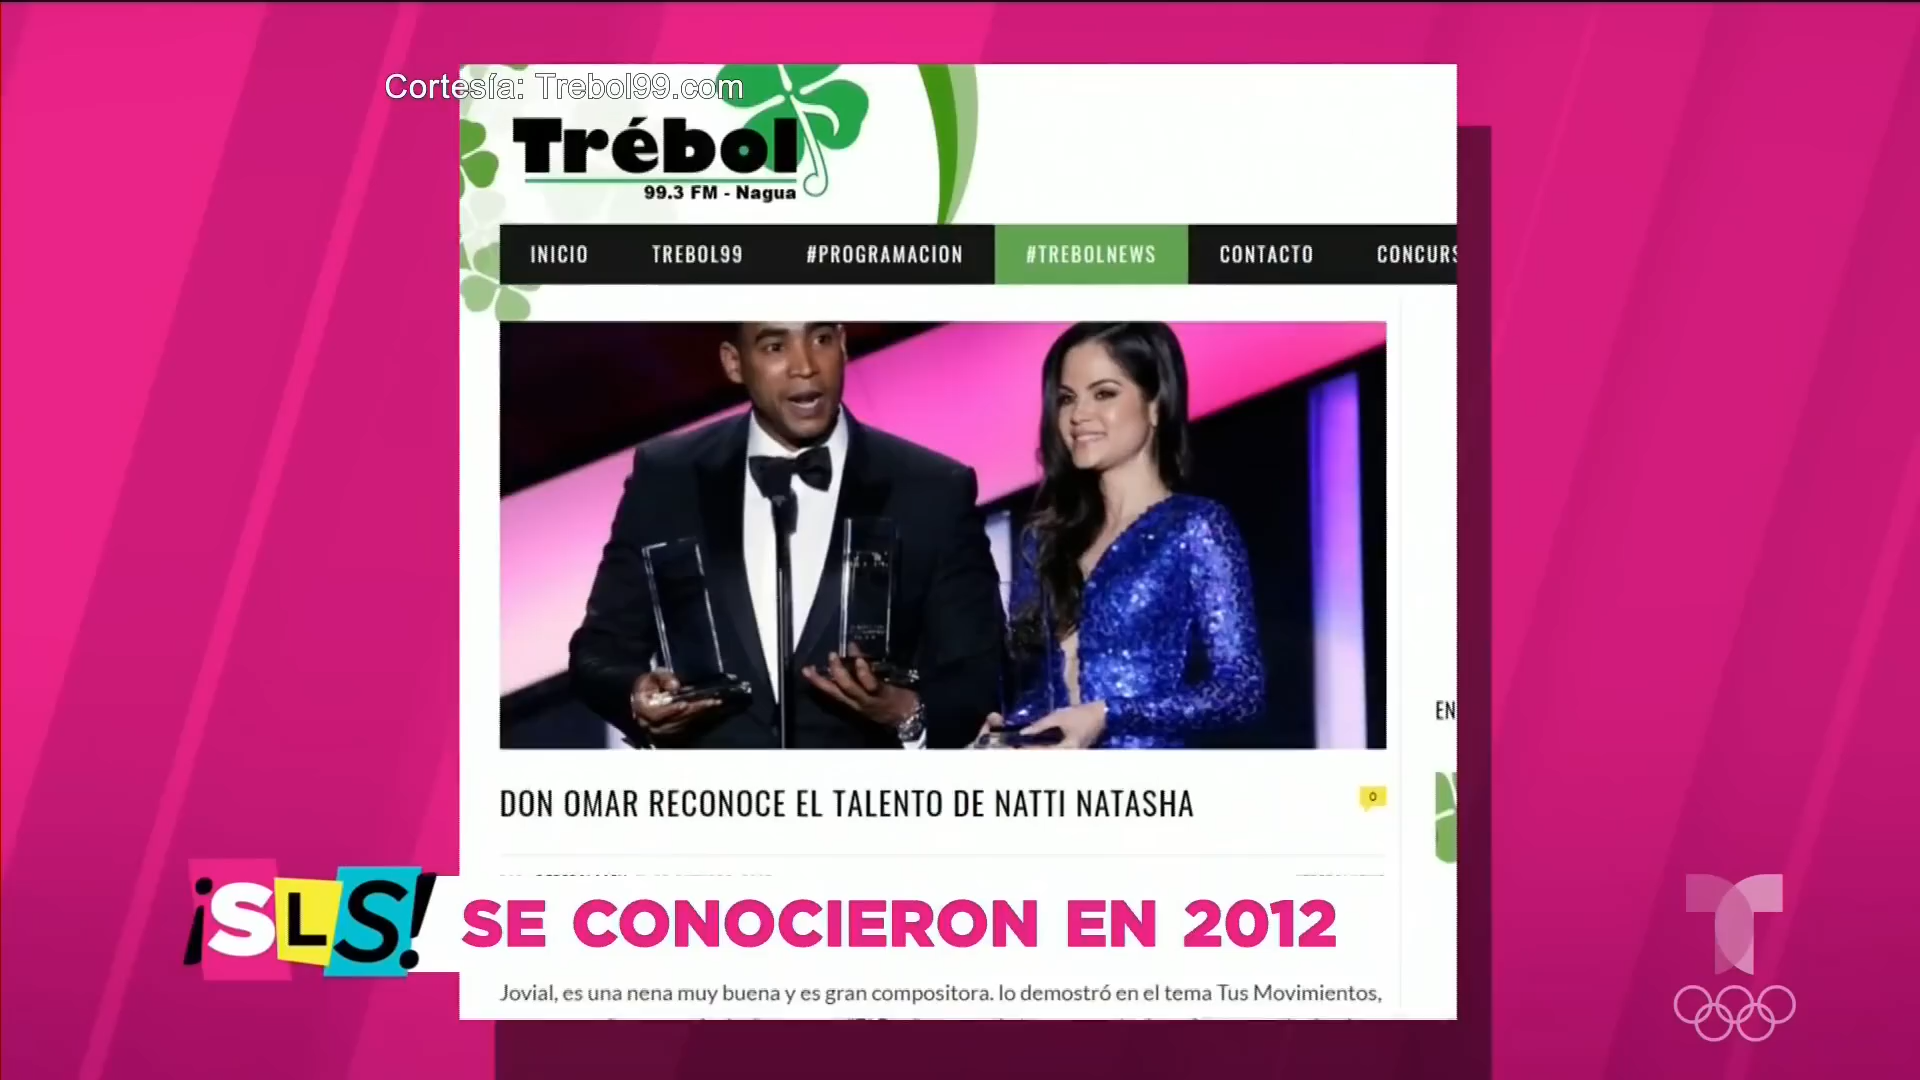 Cortesía: Trebol99.com
Trébol
99.3 FM - Nagua
INICIO TREBOL99 #PROGRAMACION #TREBOLNEWS CONTACTO CONCURS
EN
DON OMAR RECONOCE EL TALENTO DE NATTI NATASHA
0
¡SLS!
SE CONOCIERON EN 2012
T
Jovial, es una nena muy buena y es gran compositora. lo demostró en el tema Tus Movimientos,